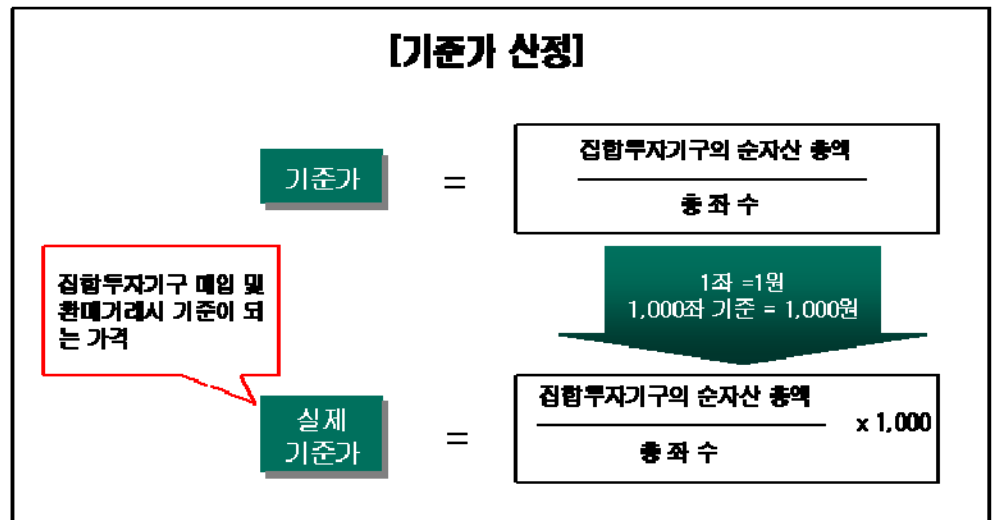 [기준가 산정]
기준가
=
집합투자기구의 순자산 총액
총 좌 수
집합투자기구 매입 및
환매거래시 기준이 되
는 가격
1좌 =1원
1,000좌 기준 = 1,000원
실제
기준가
=
집합투자기구의 순자산 총액
총 좌 수
x 1,000